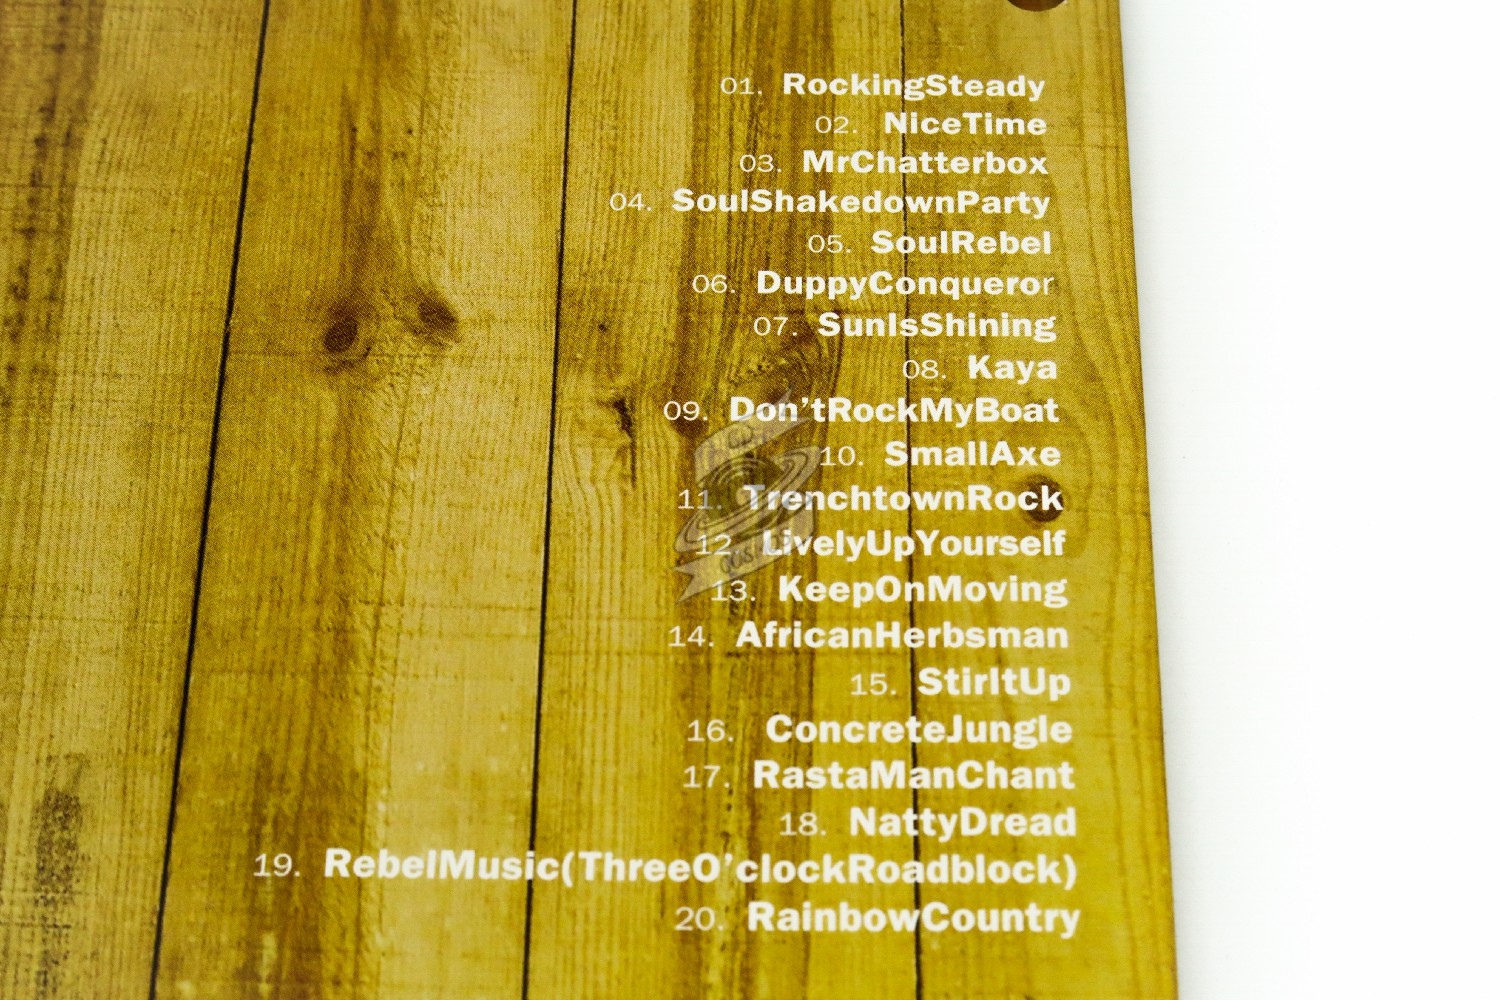 01. RockingSteady
02. NiceTime
03. MrChatterbox
04. SoulShakedownParty
05. SoulRebel
06. DuppyConqueror
07. SunIsShining
08. Kaya
09. Don'tRockMyBoat
10. SmallAxe
11. TrenchtownRock
12. LivelyUpYourself
13. KeepOnMoving
14. AfricanHerbsman
15. StirItUp
16. ConcreteJungle
17. RastaManChant
18. NattyDread
19. RebelMusic(ThreeO'clockRoadblock)
20. RainbowCountry